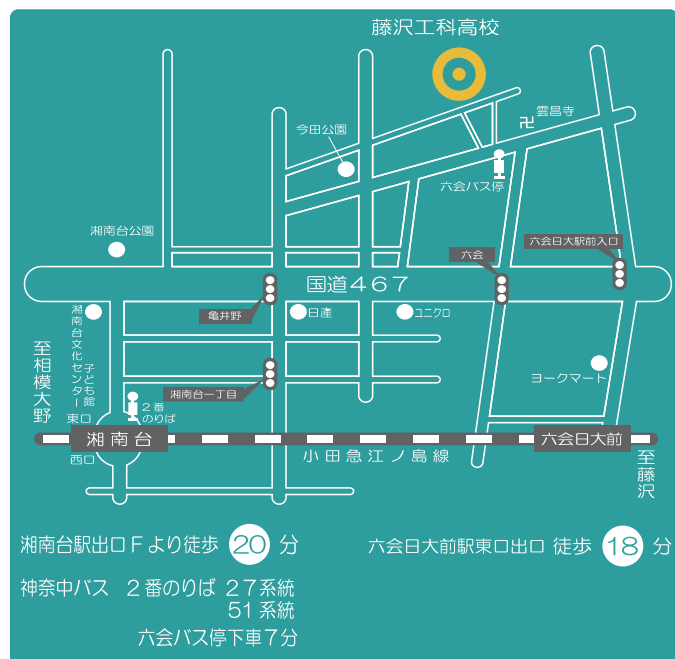 藤沢工科高校
雲昌寺
今田公園
六会バス停
湘南台公園
六会
六会日大駅前入口
国道467
亀井野
日産
ユニクロ
湘南台文化センター
子ども館
至相模大野
湘南台一丁目
ヨークマート
2番
のりば
東口
湘南台
西口
小田急江ノ島線
六会日大前
至藤沢
湘南台駅出口Fより徒歩 20 分
六会日大前駅東口出口 徒歩 18 分
神奈中バス 2番のりば 27系統
51系統
六会バス停下車7分